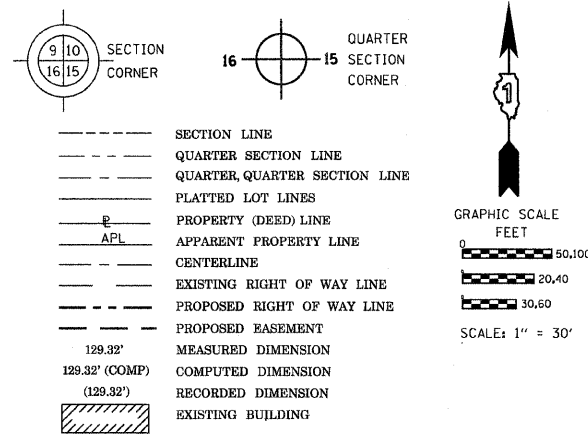 9 10
16 15
SECTION
CORNER
16
15
QUARTER
SECTION
CORNER
1
SECTION LINE
QUARTER SECTION LINE
QUARTER, QUARTER SECTION LINE
PLATTED LOT LINES
PL PROPERTY (DEED) LINE
APL APPARENT PROPERTY LINE
CENTERLINE
EXISTING RIGHT OF WAY LINE
PROPOSED RIGHT OF WAY LINE
PROPOSED EASEMENT
129.32' MEASURED DIMENSION
129.32' (COMP) COMPUTED DIMENSION
(129.32') RECORDED DIMENSION
EXISTING BUILDING
GRAPHIC SCALE
FEET
0
50,100
20,40
30,60
SCALE: 1" = 30'